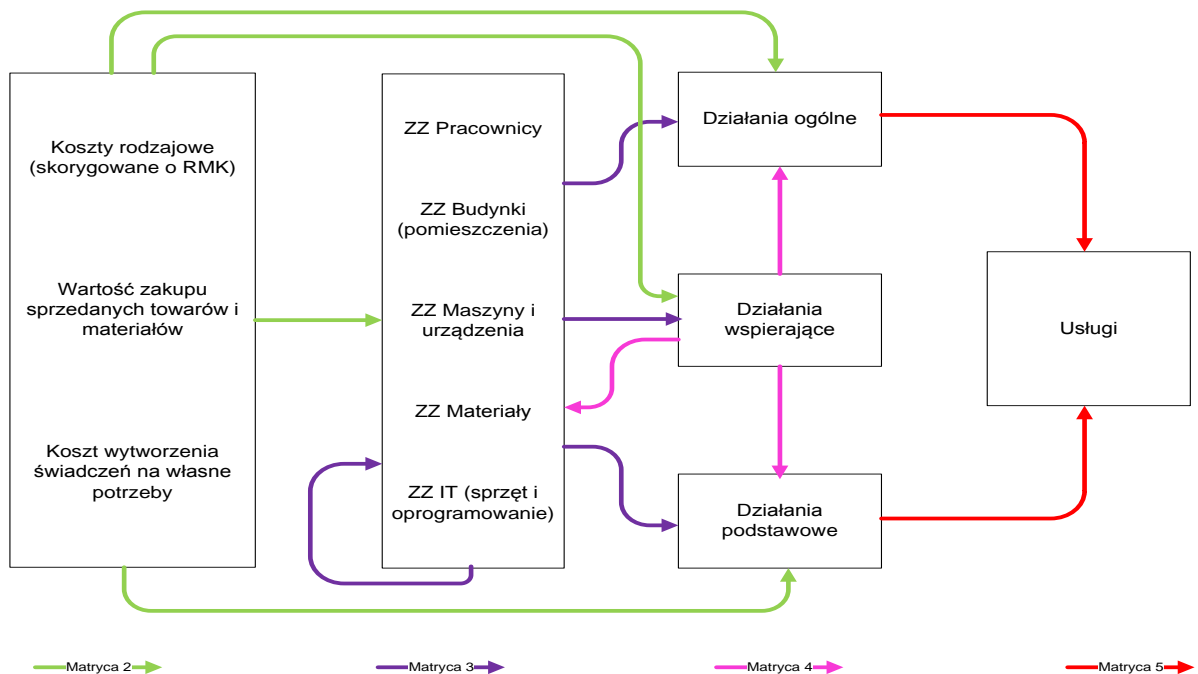 Koszty rodzajowe
(skorygowane o RMK)
Wartość zakupu
sprzedanych towarów i
materiałów
Koszt wytworzenia
świadczeń na własne
potrzeby
ZZ Pracownicy
ZZ Budynki
(pomieszczenia)
ZZ Maszyny i
urządzenia
ZZ Materiały
ZZ IT (sprzęt i
oprogramowanie)
Działania ogólne
Działania
wspierające
Działania
podstawowe
Usługi
Matryca 2
Matryca 3
Matryca 4
Matryca 5